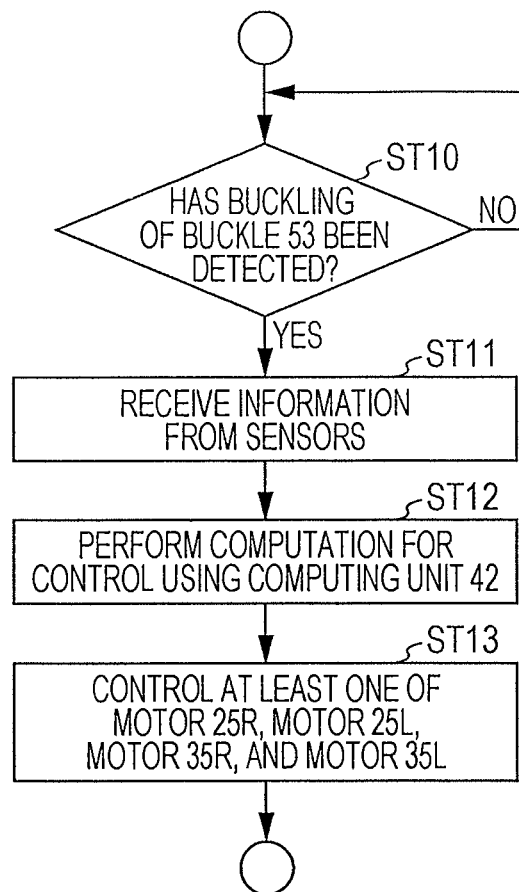 ST10
HAS BUCKLING
OF BUCKLE 53 BEEN
DETECTED?
NO
YES
ST11
RECEIVE INFORMATION
FROM SENSORS
ST12
PERFORM COMPUTATION FOR
CONTROL USING COMPUTING UNIT 42
ST13
CONTROL AT LEAST ONE OF
MOTOR 25R, MOTOR 25L,
MOTOR 35R, AND MOTOR 35L